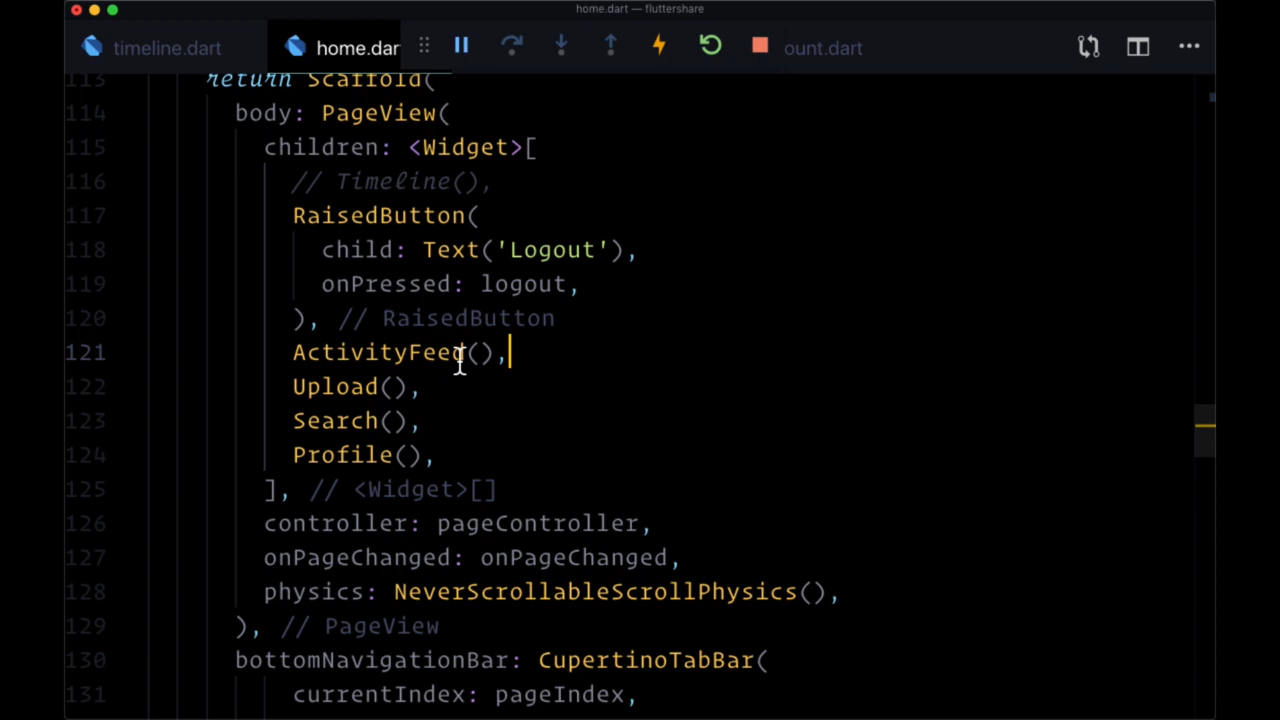 home.dart — fluttershare
timeline.dart home.dar ount.dart
113 return Scaffold(
114 body: PageView(
115 children: <Widget>[
116 // Timeline(),
117 RaisedButton(
118 child: Text('Logout'),
119 onPressed: logout,
120 ), // RaisedButton
121 ActivityFeed(),
122 Upload(),
123 Search(),
124 Profile(),
125 ], // <Widget>[]
126 controller: pageController,
127 onPageChanged: onPageChanged,
128 physics: NeverScrollableScrollPhysics(),
129 ), // PageView
130 bottomNavigationBar: CupertinoTabBar(
131 currentIndex: pageIndex,